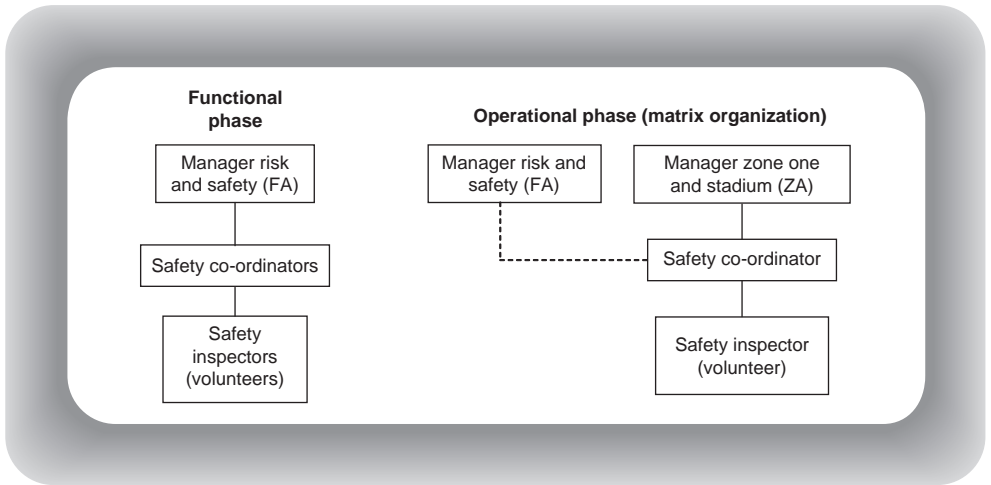 Functional
phase
Manager risk
and safety (FA)
Safety co-ordinators
Safety
inspectors
(volunteers)
Operational phase (matrix organization)
Manager risk and
safety (FA)
Manager zone one
and stadium (ZA)
Safety co-ordinator
Safety inspector
(volunteer)